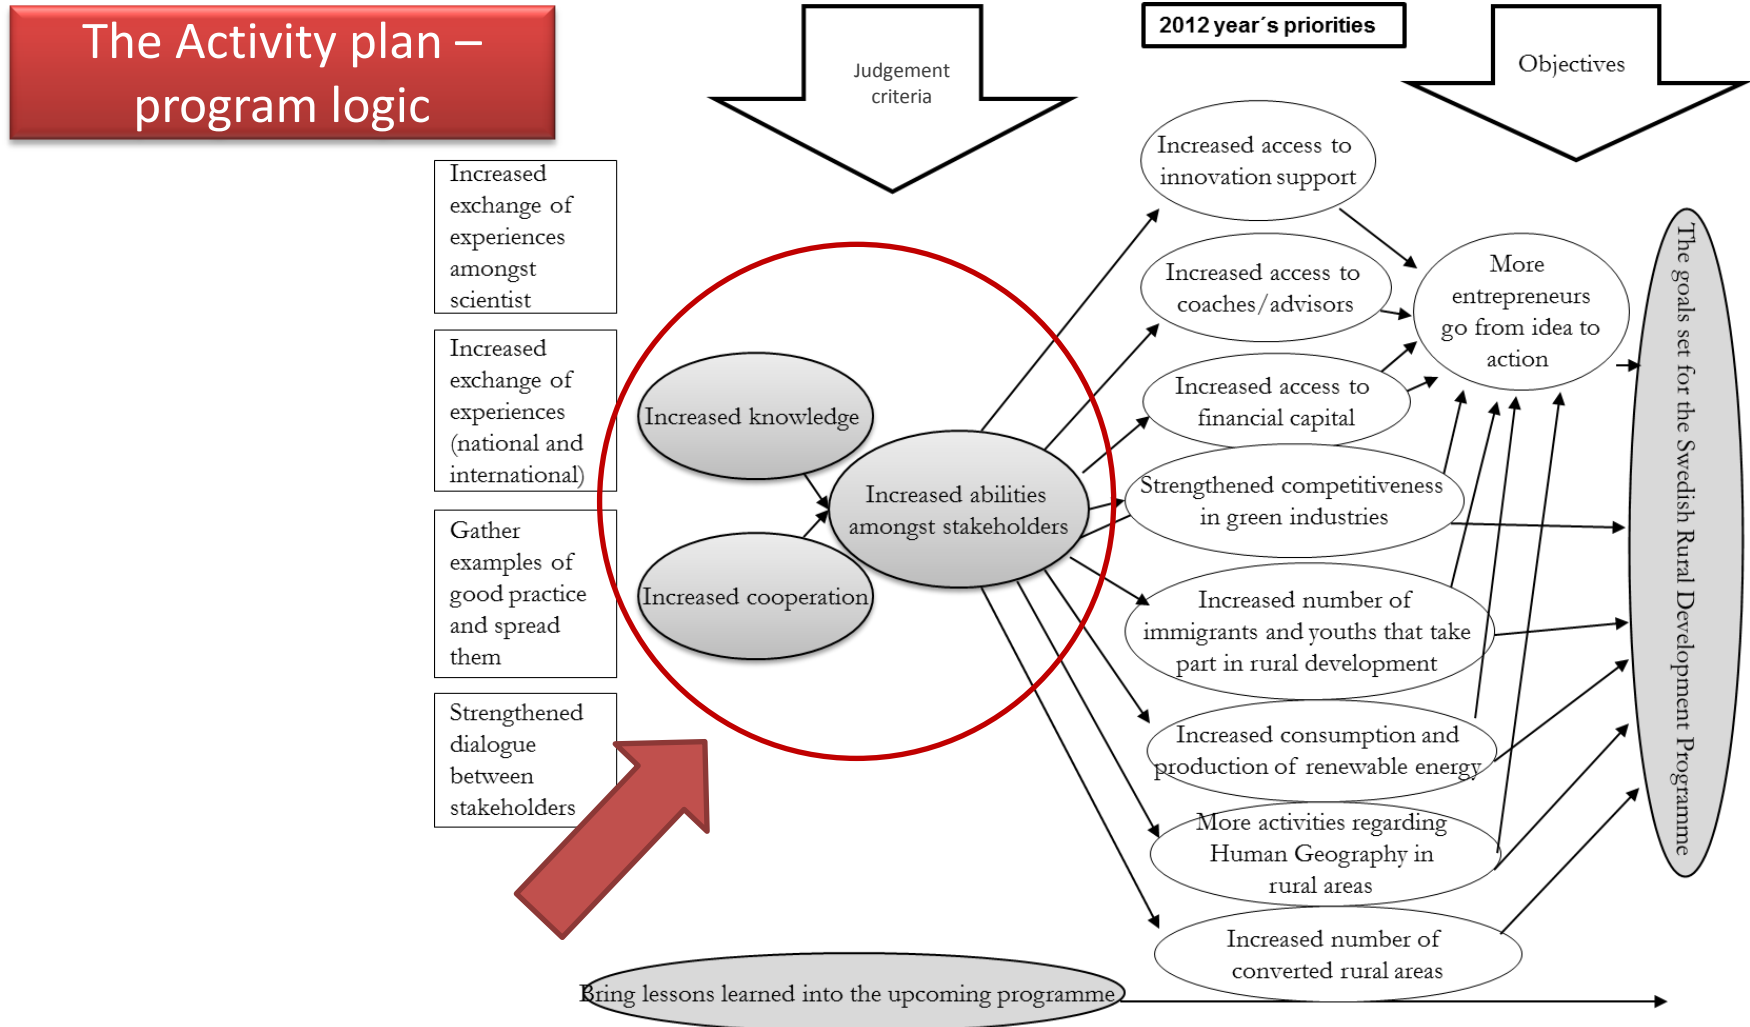 The Activity plan –
program logic
Judgement
criteria
2012 year´s priorities
Objectives
Increased
exchange of
experiences
amongst
scientist
Increased
exchange of
experiences
(national and
international)
Gather
examples of
good practice
and spread
them
Strengthened
dialogue
between
stakeholders
Increased knowledge
Increased cooperation
Increased abilities
amongst stakeholders
Increased access to
innovation support
Increased access to
coaches/advisors
Increased access to
financial capital
Strengthened competitiveness
in green industries
Increased number of
immigrants and youths that take
part in rural development
Increased consumption and
production of renewable energy
More activities regarding
Human Geography in
rural areas
Increased number of
converted rural areas
More
entrepreneurs
go from idea to
action
The goals set for the Swedish Rural Development Programme
Bring lessons learned into the upcoming programme